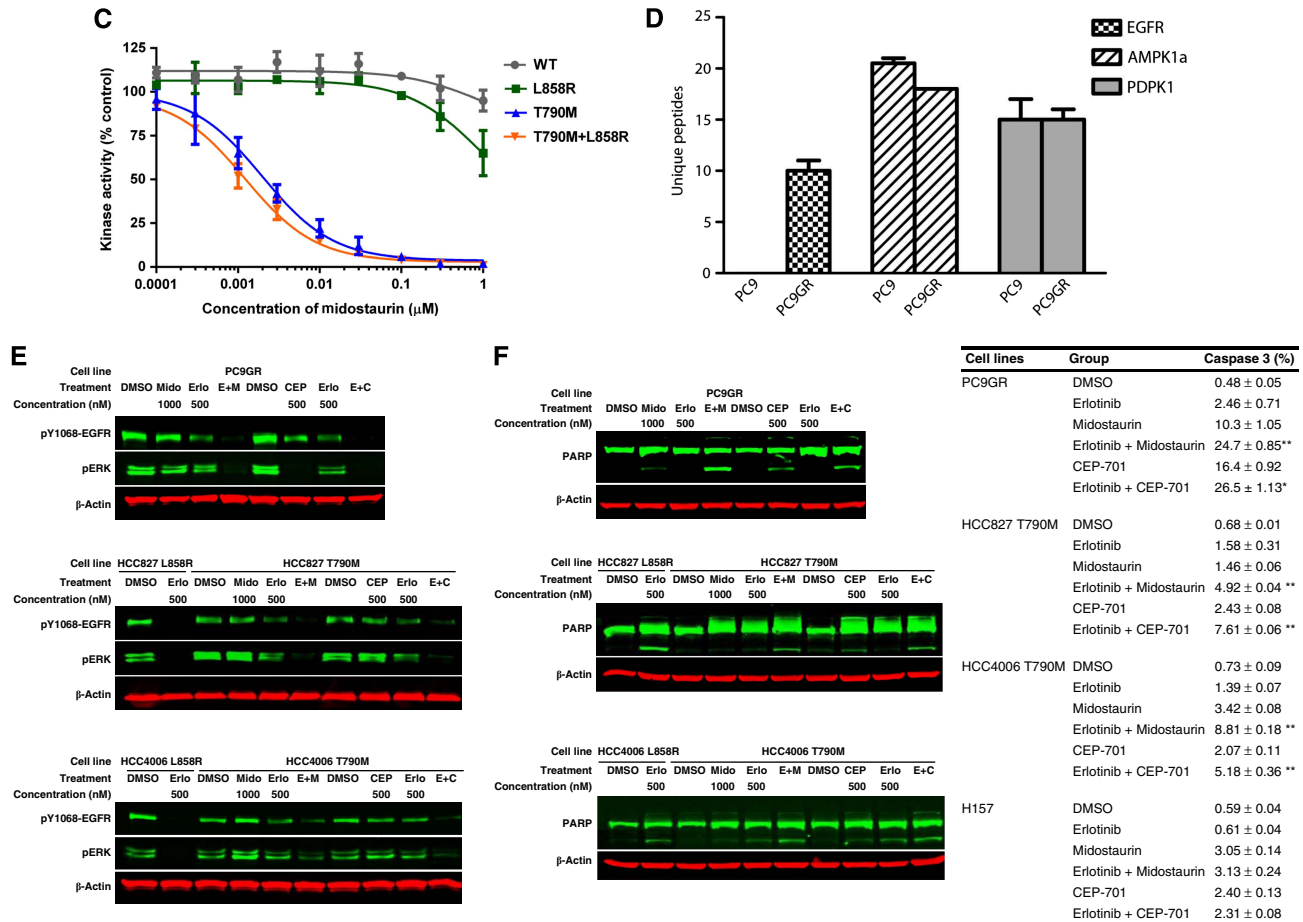 C
125
100
75
50
25
0
Kinase activity (% control)
0.0001
0.001
0.01
0.1
1
Concentration of midostaurin (μM)
WT
L858R
T790M
T790M+L858R
D
25
20
15
10
5
0
Unique peptides
PC9
PC9GR
PC9
PC9GR
PC9
PC9GR
EGFR
AMPK1a
PDPK1
E
Cell line PC9GR
Treatment DMSO Mido Erlo E+M DMSO CEP Erlo E+C
Concentration (nM) 1000 500 500 500
pY1068-EGFR
pERK
β-Actin
Cell line HCC827 L858R HCC827 T790M
Treatment DMSO Erlo DMSO Mido Erlo E+M DMSO CEP Erlo E+C
Concentration (nM) 500 1000 500 500 500
pY1068-EGFR
pERK
β-Actin
Cell line HCC4006 L858R HCC4006 T790M
Treatment DMSO Erlo DMSO Mido Erlo E+M DMSO CEP Erlo E+C
Concentration (nM) 500 1000 500 500 500
pY1068-EGFR
pERK
β-Actin
F
Cell line PC9GR
Treatment DMSO Mido Erlo E+M DMSO CEP Erlo E+C
Concentration (nM) 1000 500 500 500
PARP
β-Actin
Cell line HCC827 L858R HCC827 T790M
Treatment DMSO Erlo DMSO Mido Erlo E+M DMSO CEP Erlo E+C
Concentration (nM) 500 1000 500 500 500
PARP
β-Actin
Cell line HCC4006 L858R HCC4006 T790M
Treatment DMSO Erlo DMSO Mido Erlo E+M DMSO CEP Erlo E+C
Concentration (nM) 500 1000 500 500 500
PARP
β-Actin
Cell lines Group Caspase 3 (%)
PC9GR DMSO 0.48 ± 0.05
Erlotinib 2.46 ± 0.71
Midostaurin 10.3 ± 1.05
Erlotinib + Midostaurin 24.7 ± 0.85**
CEP-701 16.4 ± 0.92
Erlotinib + CEP-701 26.5 ± 1.13*
HCC827 T790M DMSO 0.68 ± 0.01
Erlotinib 1.58 ± 0.31
Midostaurin 1.46 ± 0.06
Erlotinib + Midostaurin 4.92 ± 0.04 **
CEP-701 2.43 ± 0.08
Erlotinib + CEP-701 7.61 ± 0.06 **
HCC4006 T790M DMSO 0.73 ± 0.09
Erlotinib 1.39 ± 0.07
Midostaurin 3.42 ± 0.08
Erlotinib + Midostaurin 8.81 ± 0.18 **
CEP-701 2.07 ± 0.11
Erlotinib + CEP-701 5.18 ± 0.36 **
H157 DMSO 0.59 ± 0.04
Erlotinib 0.61 ± 0.04
Midostaurin 3.05 ± 0.14
Erlotinib + Midostaurin 3.13 ± 0.24
CEP-701 2.40 ± 0.13
Erlotinib + CEP-701 2.31 ± 0.08